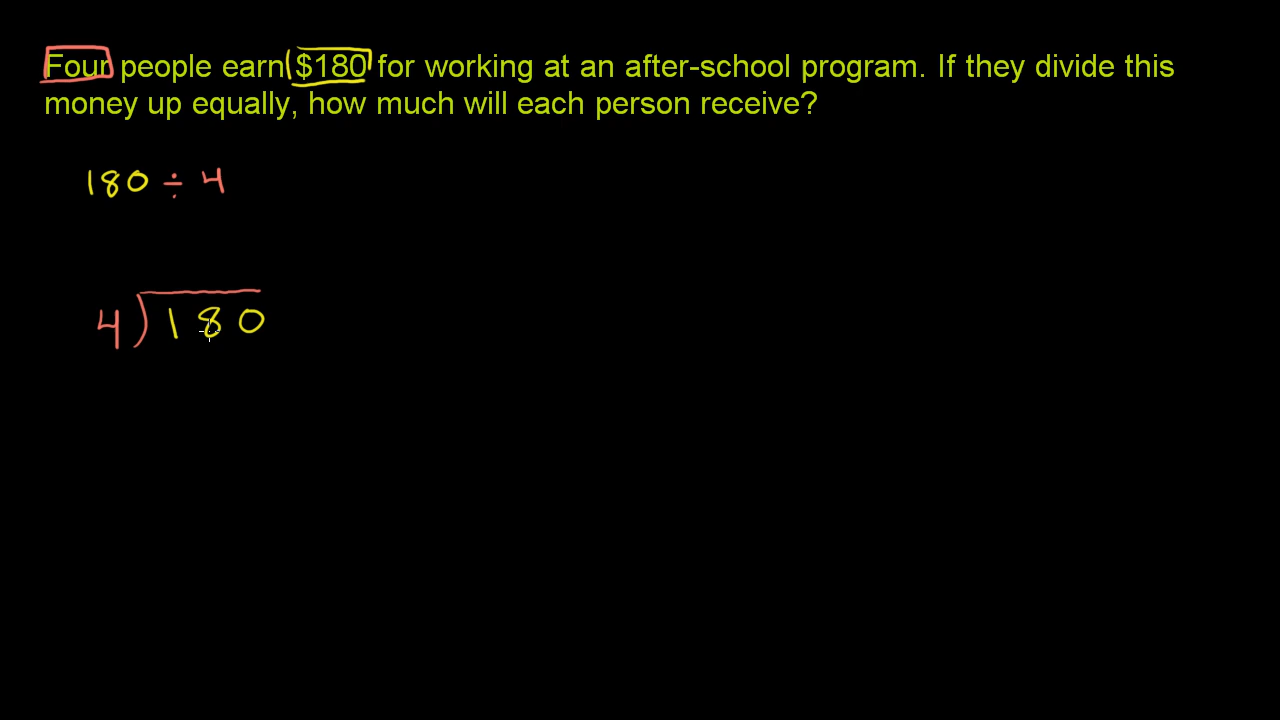 Four people earn $180 for working at an after-school program. If they divide this
money up equally, how much will each person receive?
180 ÷ 4
4)180